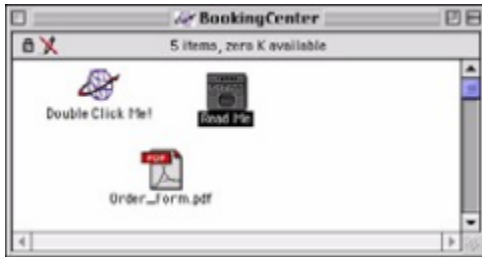 BookingCenter
5 items, zero K available
Double Click Me!
Read Me
PDF
Order_Form.pdf